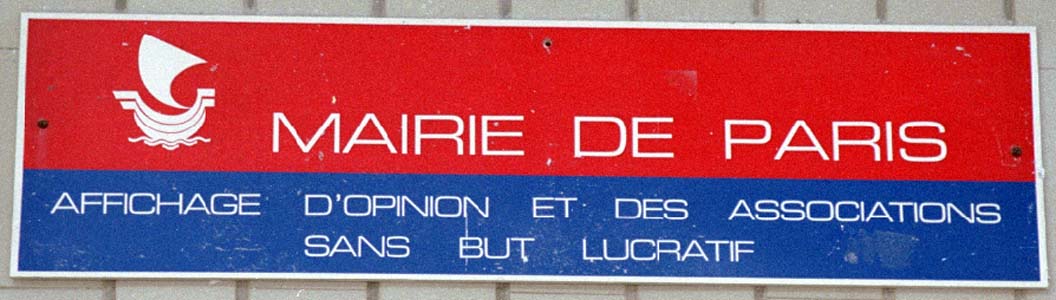 MAIRIE DE PARIS
AFFICHAGE D'OPINION ET DES ASSOCIATIONS
SANS BUT LUCRATIF